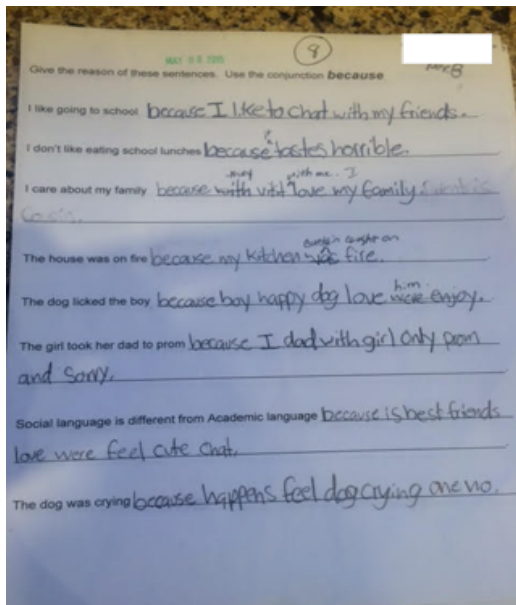 MAY 0 8 2015
8
Give the reason of these sentences. Use the conjunction because
I like going to school because I like to chat with my friends.
I don't like eating school lunches because tastes horrible.
with me. I
I care about my family because with love my family
curtain caught on
The house was on fire because my kitchen was fire.
him
The dog licked the boy because boy happy dog love were enjoy.
The girl took her dad to prom because I dad with girl only prom
and sorry.
Social language is different from Academic language because is best friends
love were feel cute chat.
The dog was crying because happens feel dog crying one no.